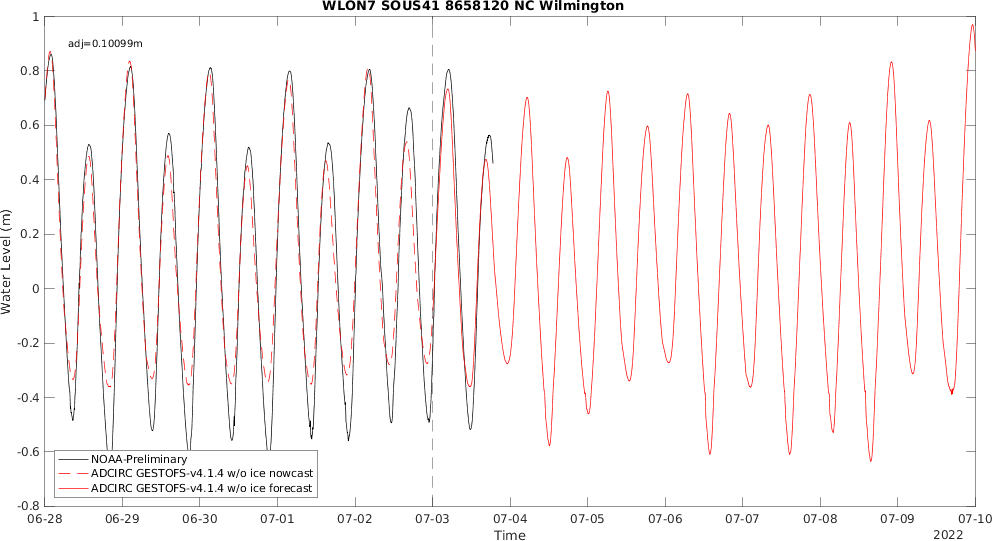 WLON7 SOUS41 8658120 NC Wilmington
adj=0.10099m
1
0.8
0.6
0.4
0.2
0
-0.2
-0.4
-0.6
-0.8
Water Level (m)
NOAA-Preliminary
ADCIRC GESTOFS-v4.1.4 w/o ice nowcast
ADCIRC GESTOFS-v4.1.4 w/o ice forecast
06-28 06-29 06-30 07-01 07-02 07-03 07-04 07-05 07-06 07-07 07-08 07-09 07-10
Time
2022